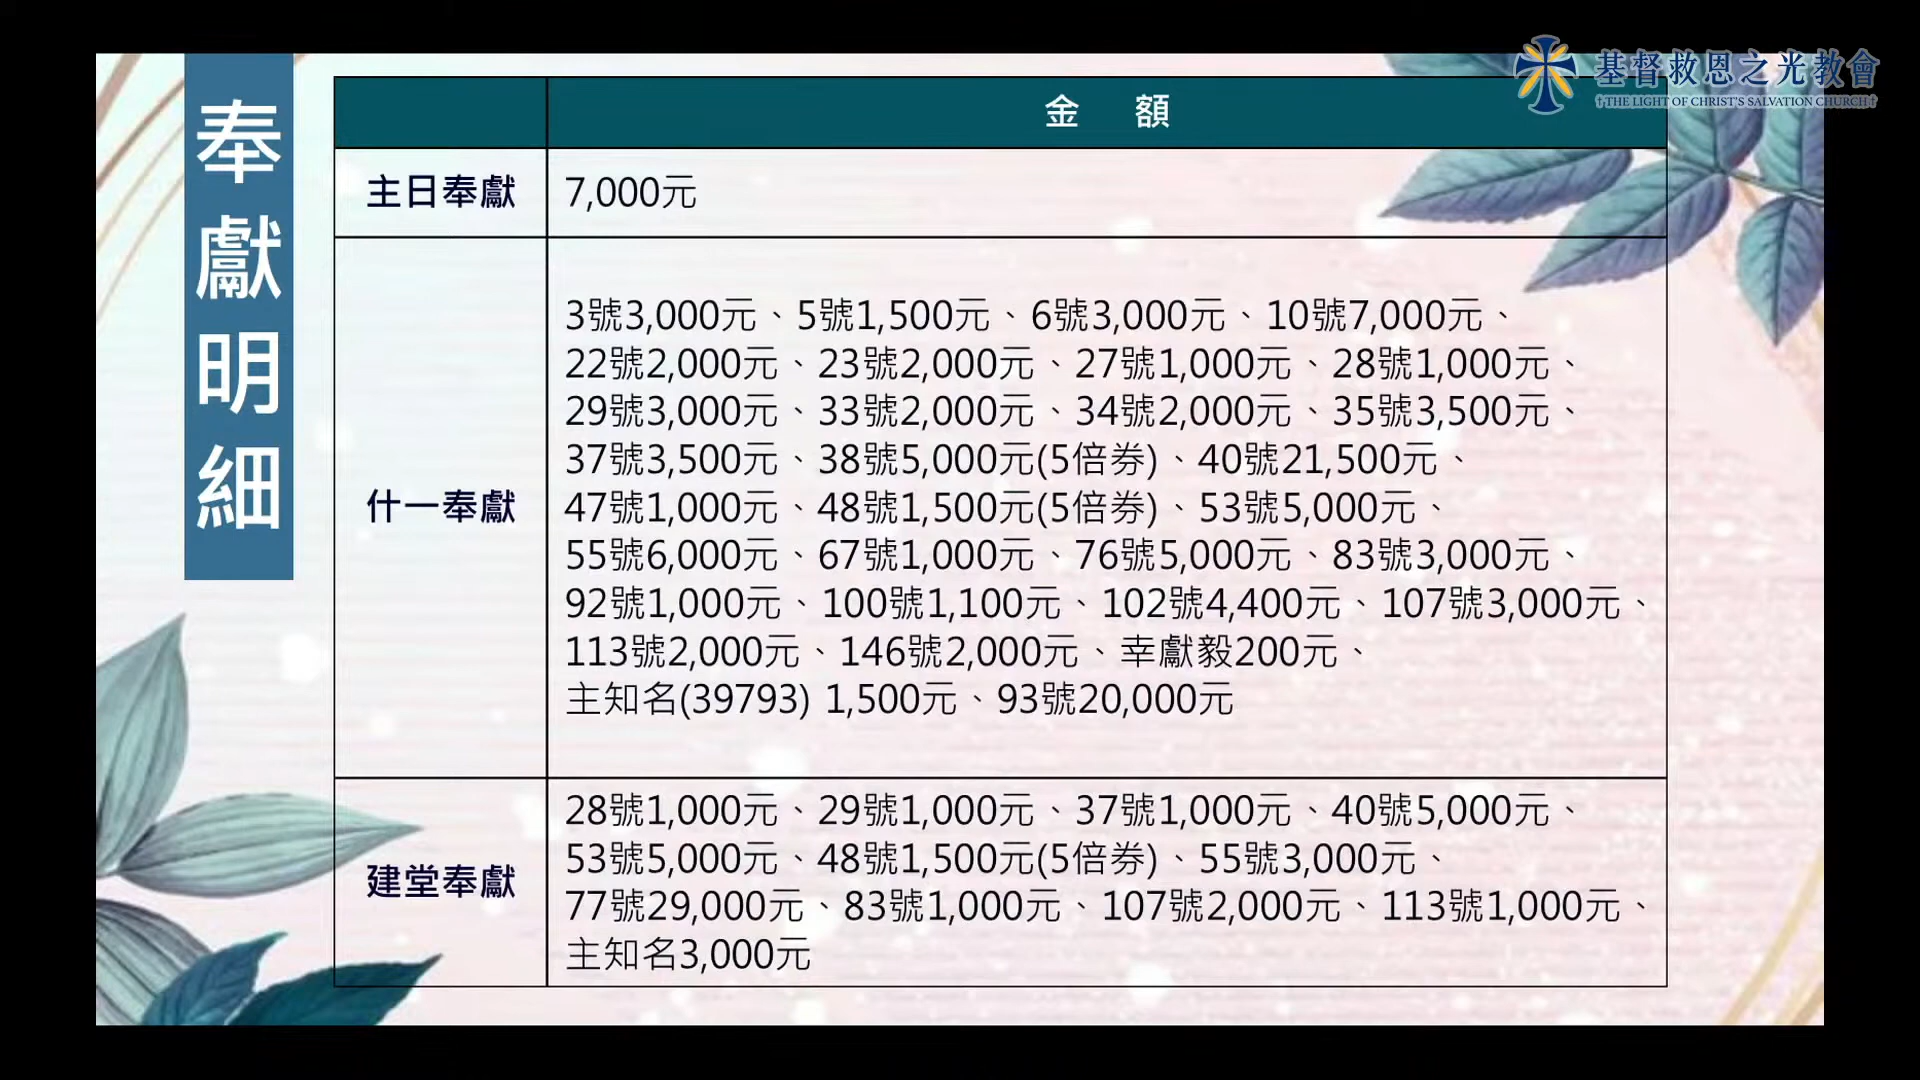 基督救恩之光教會
†THE LIGHT OF CHRIST'S SALVATION CHURCH†
奉獻明細
金 額
主日奉獻
7,000元
什一奉獻
3號3,000元、5號1,500元、6號3,000元、10號7,000元、
22號2,000元、23號2,000元、27號1,000元、28號1,000元、
29號3,000元、33號2,000元、34號2,000元、35號3,500元、
37號3,500元、38號5,000元(5倍券)、40號21,500元、
47號1,000元、48號1,500元(5倍券)、53號5,000元、
55號6,000元、67號1,000元、76號5,000元、83號3,000元、
92號1,000元、100號1,100元、102號4,400元、107號3,000元、
113號2,000元、146號2,000元、幸獻毅200元、
主知名(39793) 1,500元、93號20,000元
建堂奉獻
28號1,000元、29號1,000元、37號1,000元、40號5,000元、
53號5,000元、48號1,500元(5倍券)、55號3,000元、
77號29,000元、83號1,000元、107號2,000元、113號1,000元、
主知名3,000元